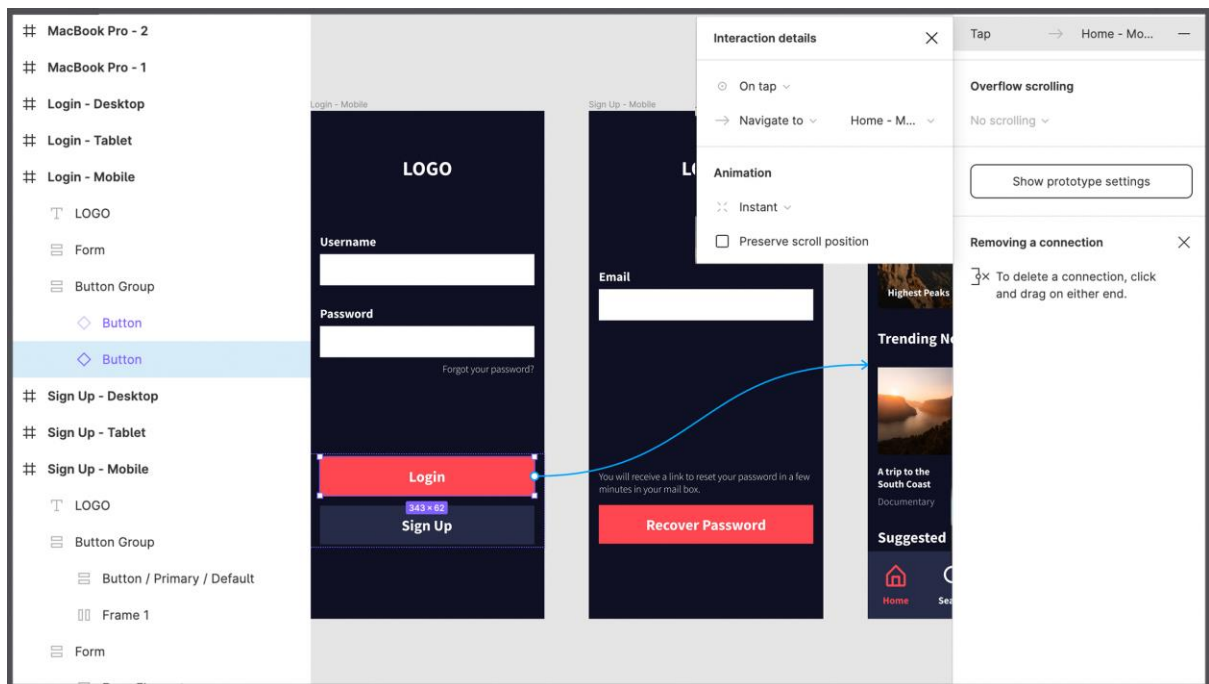 MacBook Pro - 2
MacBook Pro - 1
Login - Desktop
Login - Tablet
Login - Mobile
LOGO
Form
Button Group
Button
Button
Sign Up - Desktop
Sign Up - Tablet
Sign Up - Mobile
LOGO
Button Group
Button / Primary / Default
Frame 1
Form
Login - Mobile
LOGO
Username
Password
Forgot your password?
Login
343 × 62
Sign Up
Sign Up - Mobile
Email
You will receive a link to reset your password in a few
minutes in your mail box.
Recover Password
Interaction details
On tap
Navigate to Home - M...
Animation
Instant
Preserve scroll position
Highest Peaks
Trending
A trip to the
South Coast
Documentary
Suggested
Home
Tap → Home - Mo...
Overflow scrolling
No scrolling
Show prototype settings
Removing a connection
To delete a connection, click
and drag on either end.